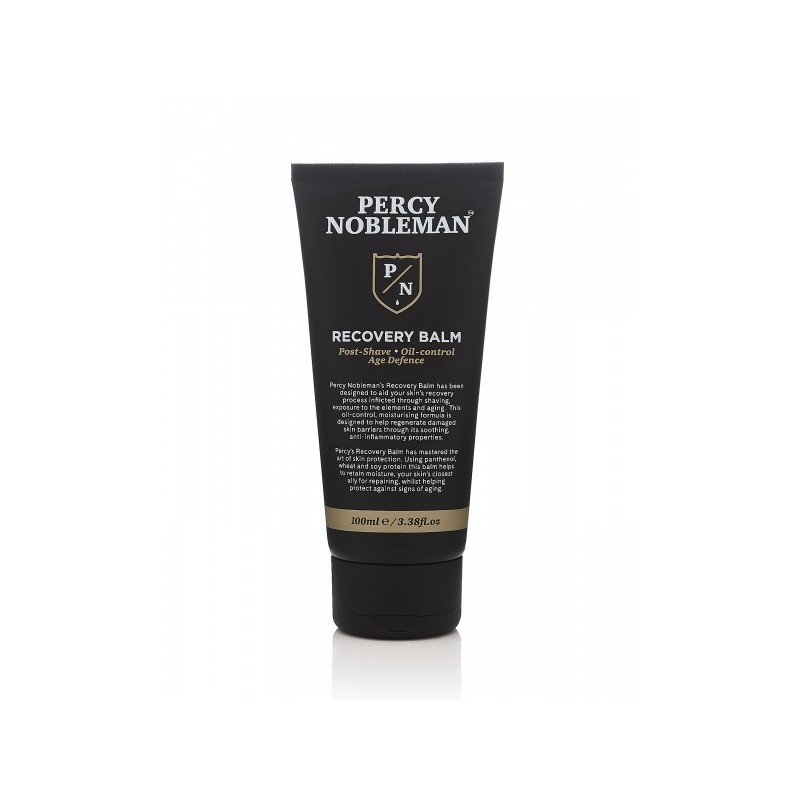 PERCY
NOBLEMAN™
P/N
RECOVERY BALM
Post-Shave • Oil-control
Age Defence
Percy Nobleman's Recovery Balm has been
designed to aid your skin's recovery
process inflicted through shaving,
exposure to the elements and aging. This
oil-control, moisturising formula is
designed to help regenerate damaged
skin barriers through its soothing,
anti-inflammatory properties.
Percy's Recovery Balm has mastered the
art of skin protection. Using panthenol,
wheat and soy protein this balm helps
to retain moisture, your skin's closest
ally for repairing, whilst helping
protect against signs of aging.
100ml ℮ / 3.38fl.oz